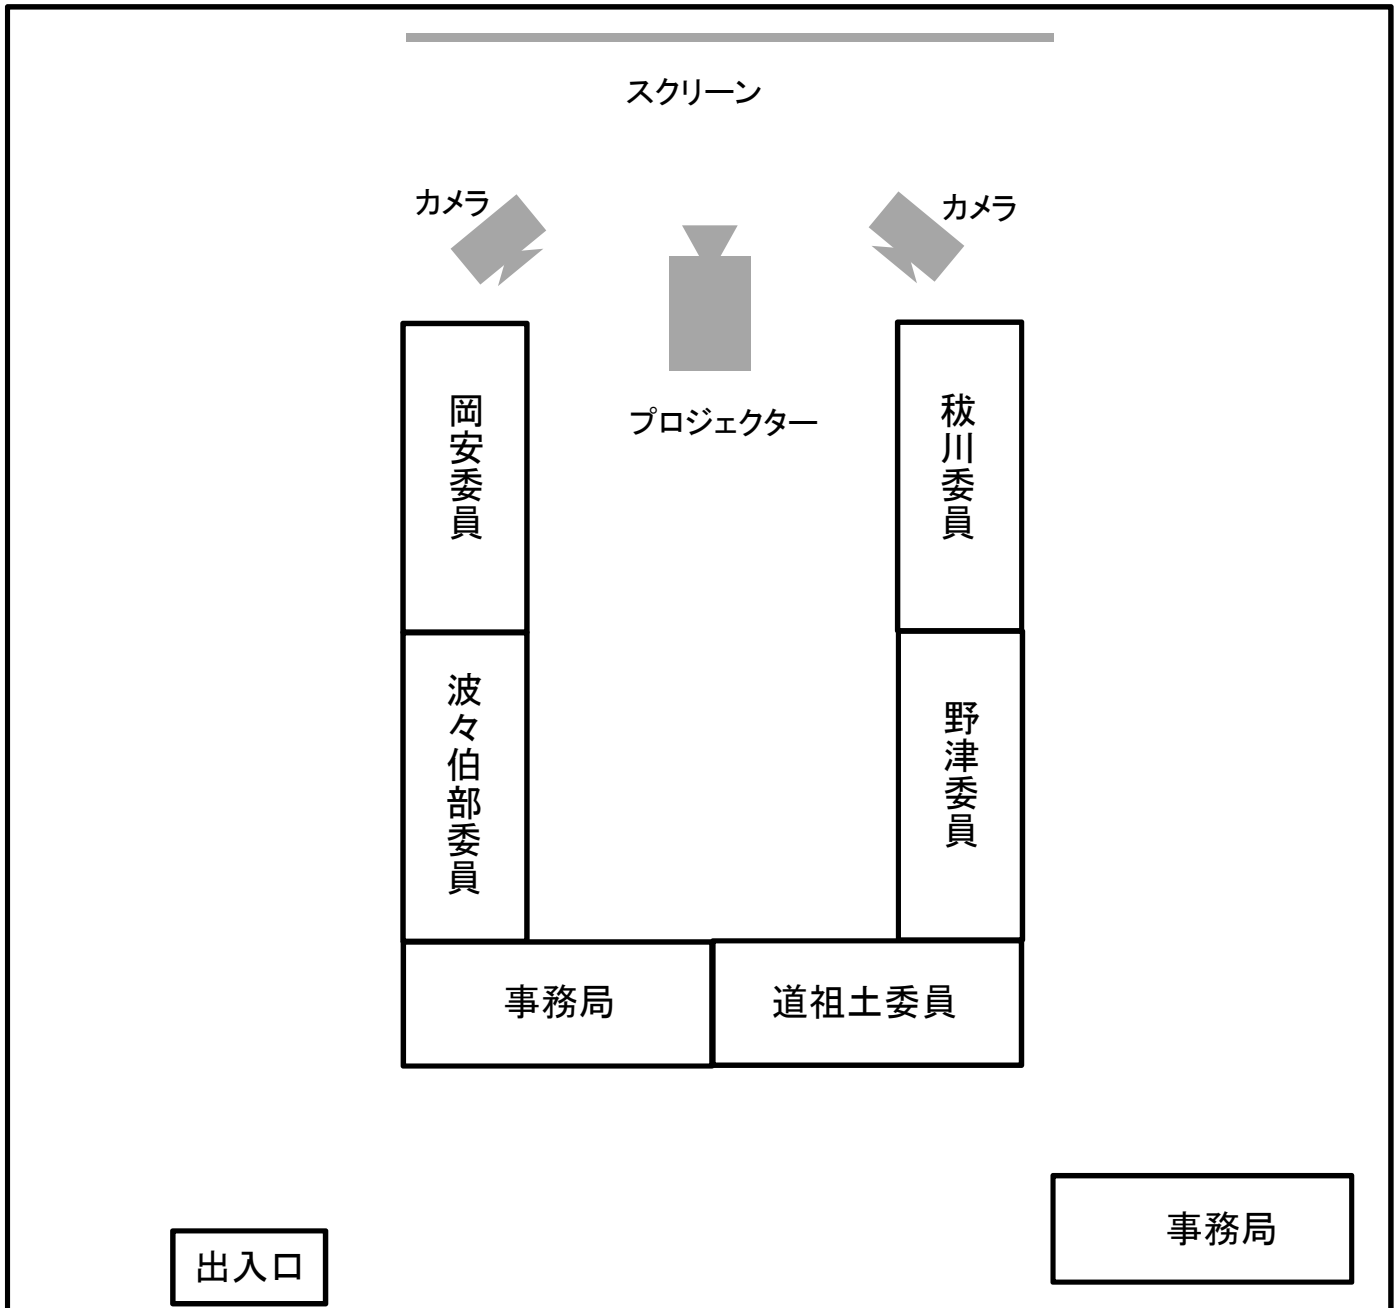 スクリーン
カメラ
カメラ
プロジェクター
岡安委員
秡川委員
波々伯部委員
野津委員
事務局
道祖土委員
事務局
出入口